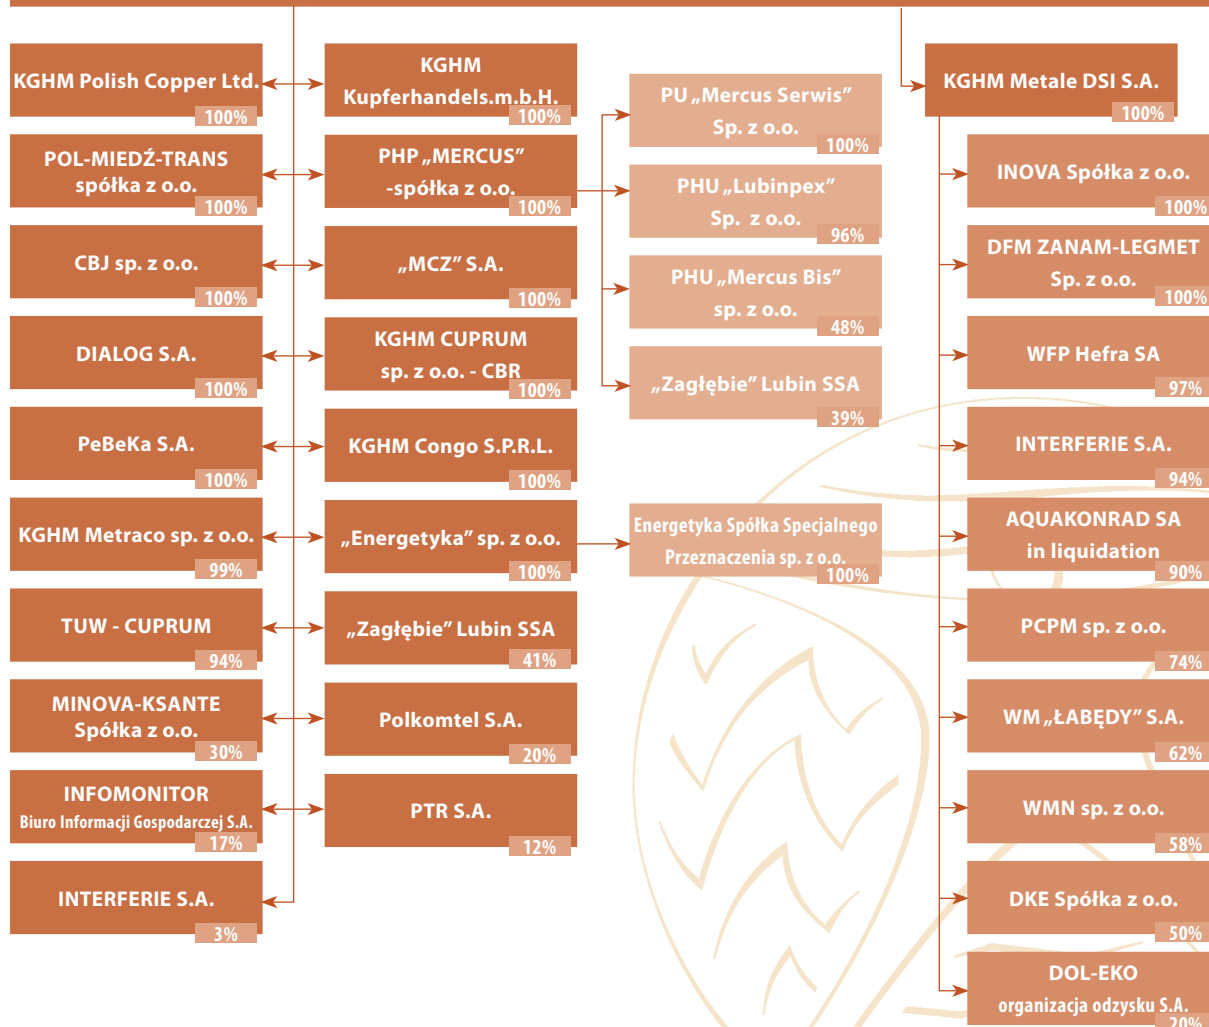 KGHM Polish Copper Ltd.
100%
POL-MIEDŹ-TRANS
spółka z o.o.
100%
CBJ sp. z o.o.
100%
DIALOG S.A.
100%
PeBeKa S.A.
100%
KGHM Metraco sp. z o.o.
99%
TUW - CUPRUM
94%
MINOVA-KSANTE
Spółka z o.o.
30%
INFOMONITOR
Biuro Informacji Gospodarczej S.A.
17%
INTERFERIE S.A.
3%
KGHM
Kupferhandels.m.b.H.
100%
PHP „MERCUS”
-spółka z o.o.
100%
„MCZ” S.A.
100%
KGHM CUPRUM
sp. z o.o. - CBR
100%
KGHM Congo S.P.R.L.
100%
„Energetyka” sp. z o.o.
100%
„Zagłębie” Lubin SSA
41%
Polkomtel S.A.
20%
PTR S.A.
12%
PU „Mercus Serwis”
Sp. z o.o.
100%
PHU „Lubinpex”
Sp. z o.o.
96%
PHU „Mercus Bis”
sp. z o.o.
48%
„Zagłębie” Lubin SSA
39%
Energetyka Spółka Specjalnego
Przeznaczenia sp. z o.o.
100%
KGHM Metale DSI S.A.
100%
INOVA Spółka z o.o.
100%
DFM ZANAM-LEGMET
Sp. z o.o.
100%
WFP Hefra SA
97%
INTERFERIE S.A.
94%
AQUAKONRAD SA
in liquidation
90%
PCPM sp. z o.o.
74%
WM „ŁABĘDY” S.A.
62%
WMN sp. z o.o.
58%
DKE Spółka z o.o.
50%
DOL-EKO
organizacja odzysku S.A.
20%